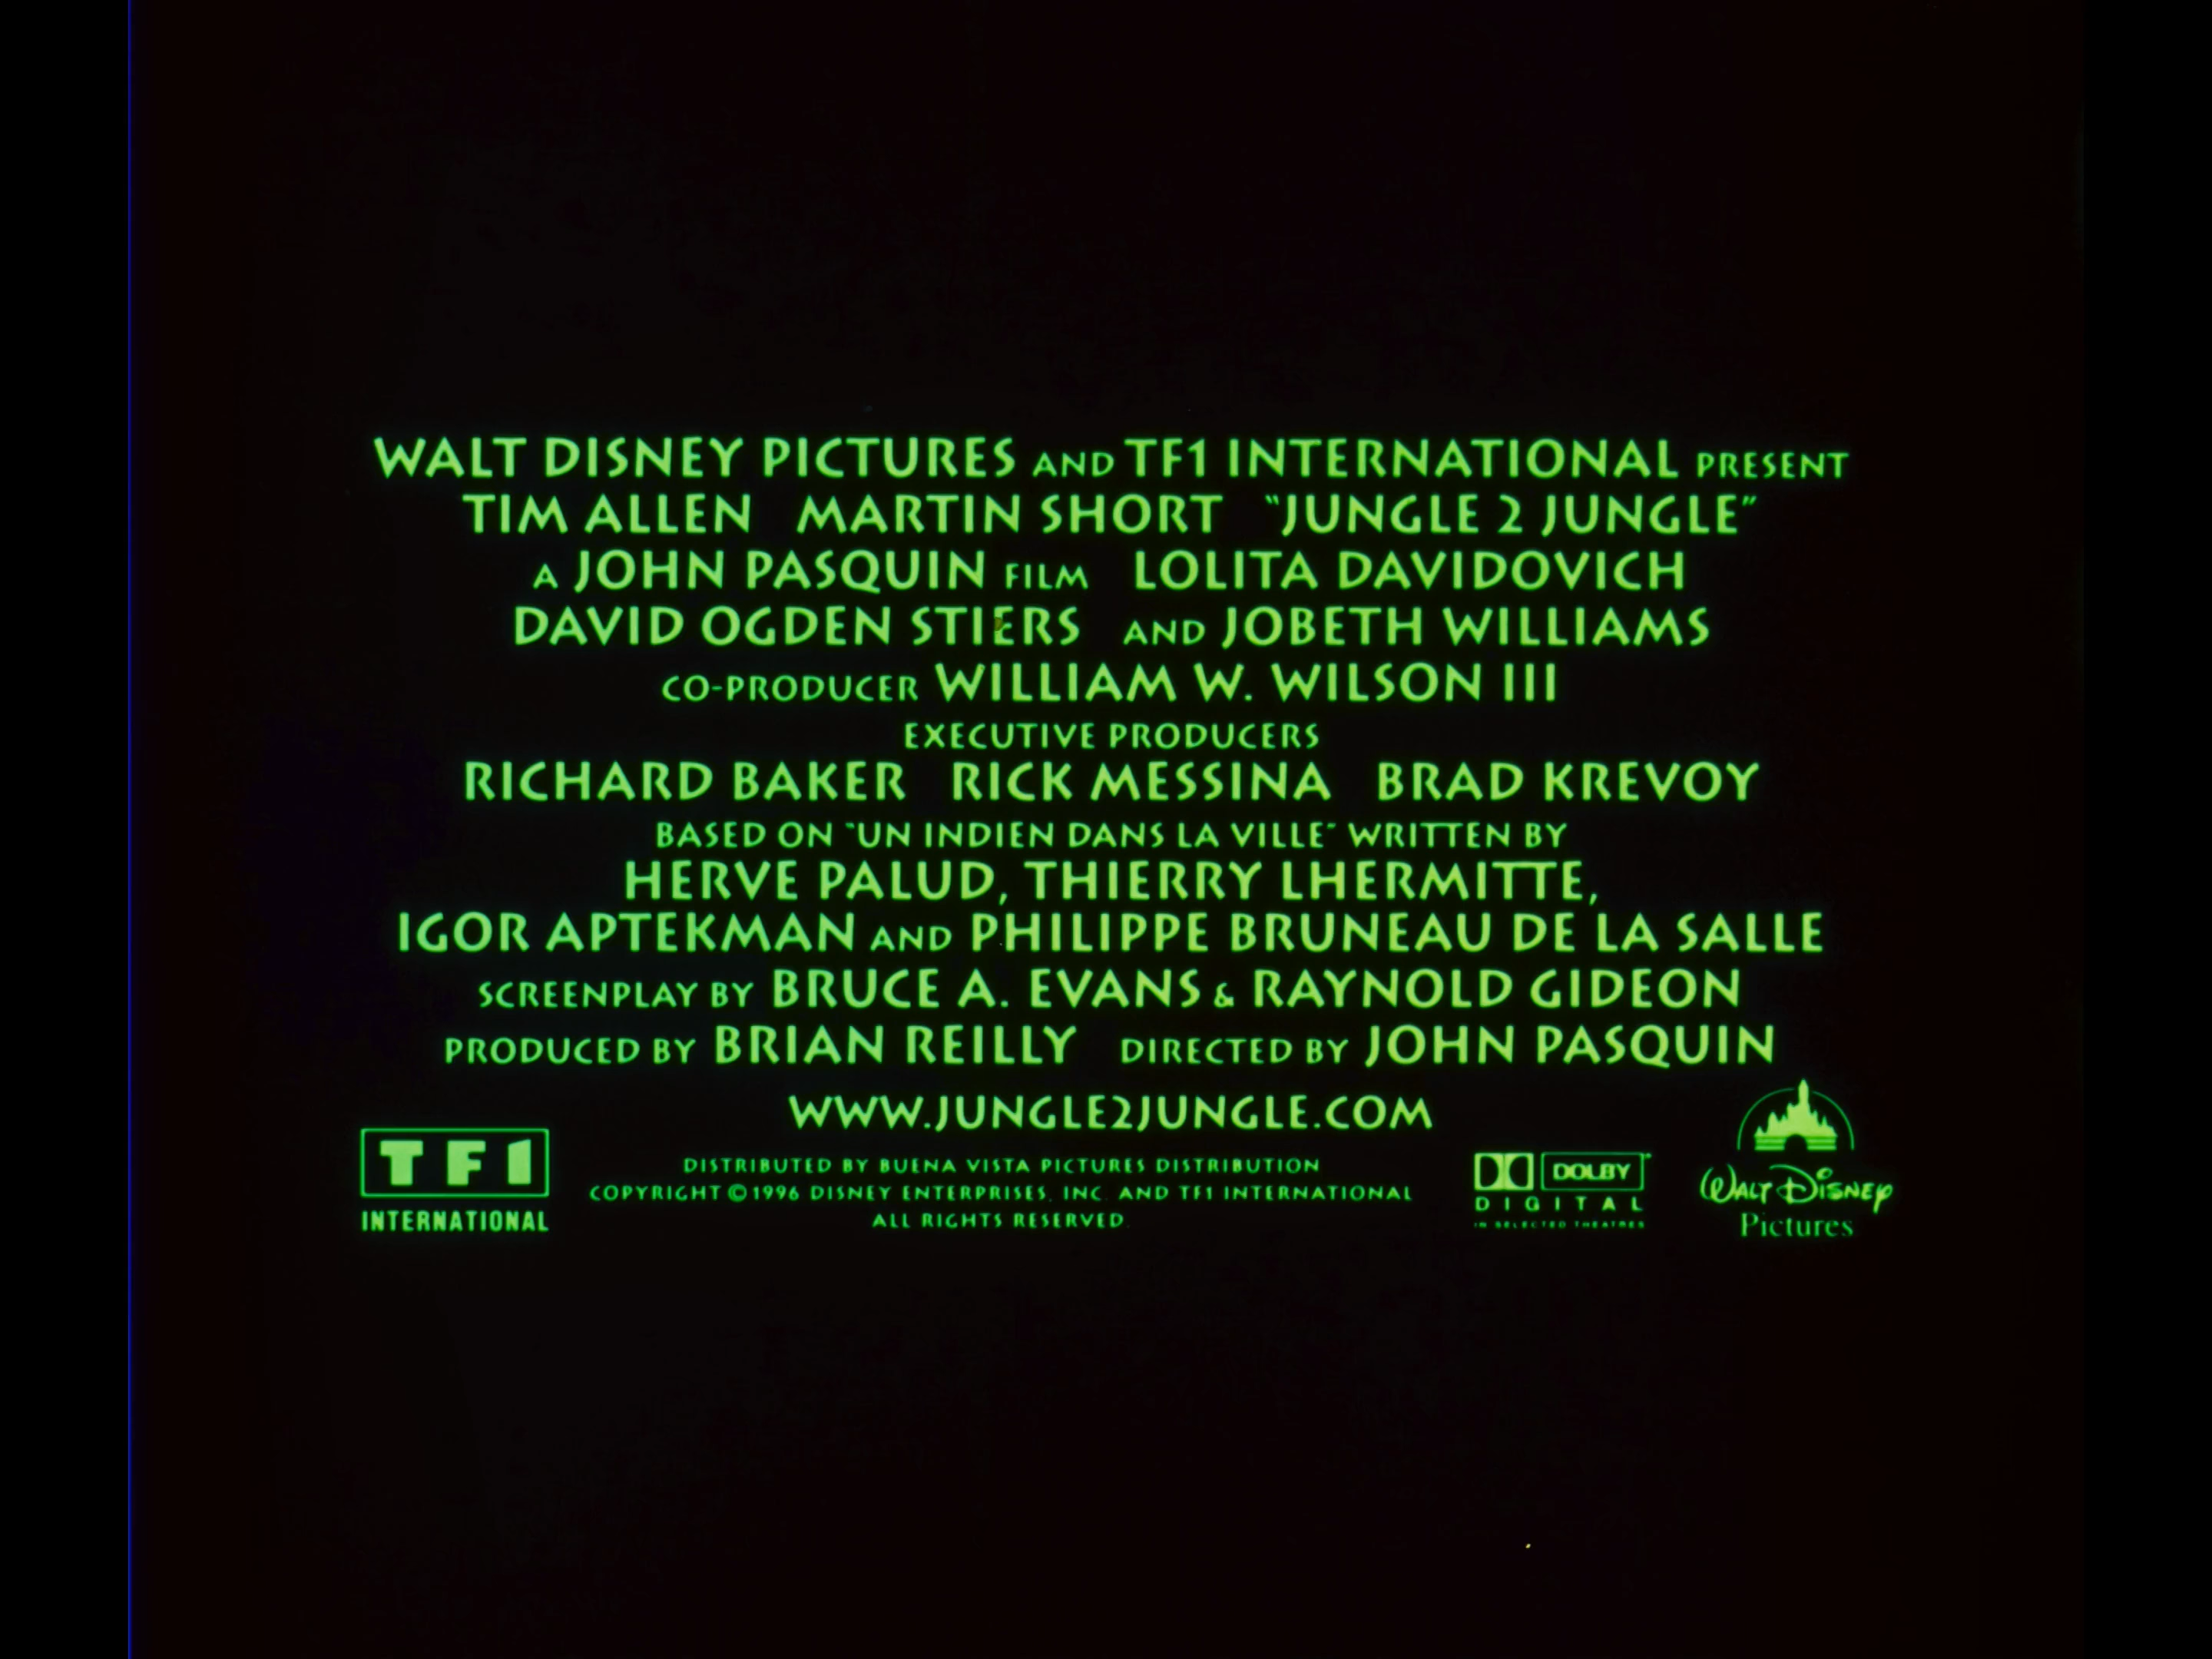 WALT DISNEY PICTURES AND TF1 INTERNATIONAL PRESENT
TIM ALLEN MARTIN SHORT "JUNGLE 2 JUNGLE"
A JOHN PASQUIN FILM LOLITA DAVIDOVICH
DAVID OGDEN STIERS AND JOBETH WILLIAMS
CO-PRODUCER WILLIAM W. WILSON III
EXECUTIVE PRODUCERS
RICHARD BAKER RICK MESSINA BRAD KREVOY
BASED ON "UN INDIEN DANS LA VILLE" WRITTEN BY
HERVE PALUD, THIERRY LHERMITTE,
IGOR APTEKMAN AND PHILIPPE BRUNEAU DE LA SALLE
SCREENPLAY BY BRUCE A. EVANS & RAYNOLD GIDEON
PRODUCED BY BRIAN REILLY DIRECTED BY JOHN PASQUIN
WWW.JUNGLE2JUNGLE.COM
TF1
INTERNATIONAL
DISTRIBUTED BY BUENA VISTA PICTURES DISTRIBUTION
COPYRIGHT ©1996 DISNEY ENTERPRISES, INC. AND TF1 INTERNATIONAL
ALL RIGHTS RESERVED.
DOLBY
DIGITAL
IN SELECTED THEATRES
WALT DISNEY
Pictures